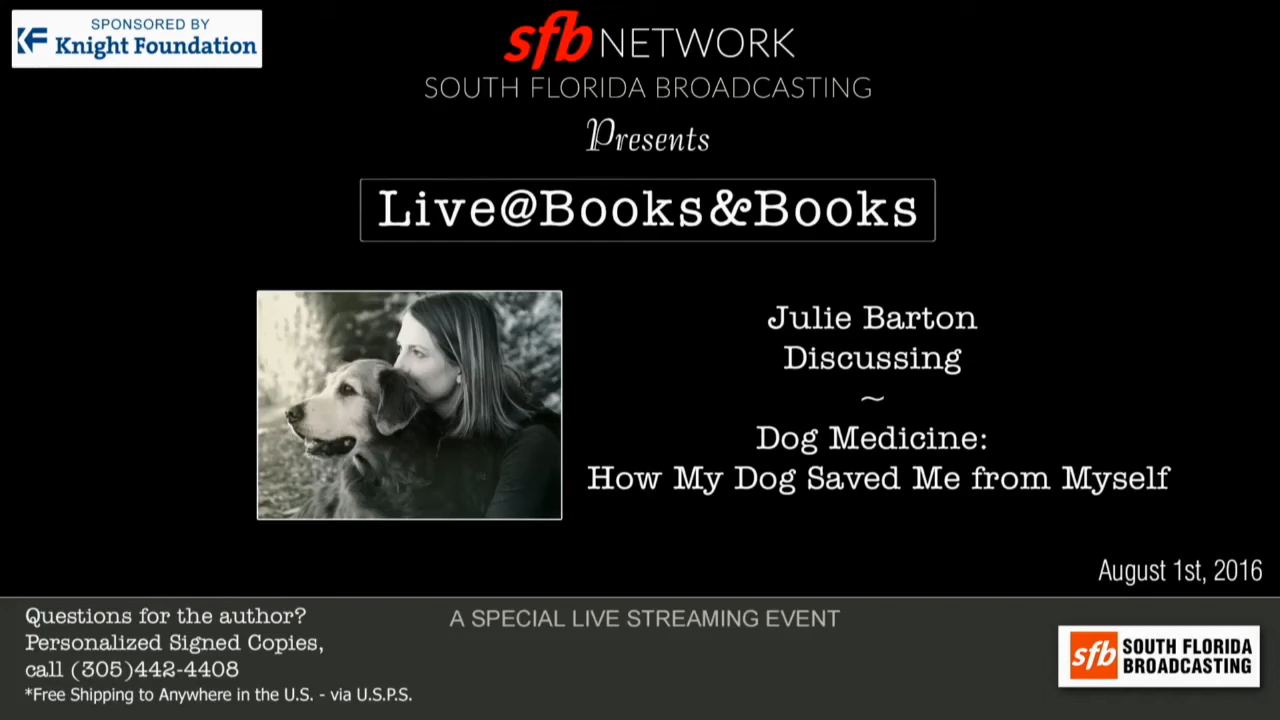 SPONSORED BY
Knight Foundation
sfb NETWORK
SOUTH FLORIDA BROADCASTING
Presents
Live@Books&Books
Julie Barton
Discussing
~
Dog Medicine:
How My Dog Saved Me from Myself
August 1st, 2016
Questions for the author?
Personalized Signed Copies,
call (305)442-4408
*Free Shipping to Anywhere in the U.S. - via U.S.P.S.
A SPECIAL LIVE STREAMING EVENT
sfb SOUTH FLORIDA
BROADCASTING